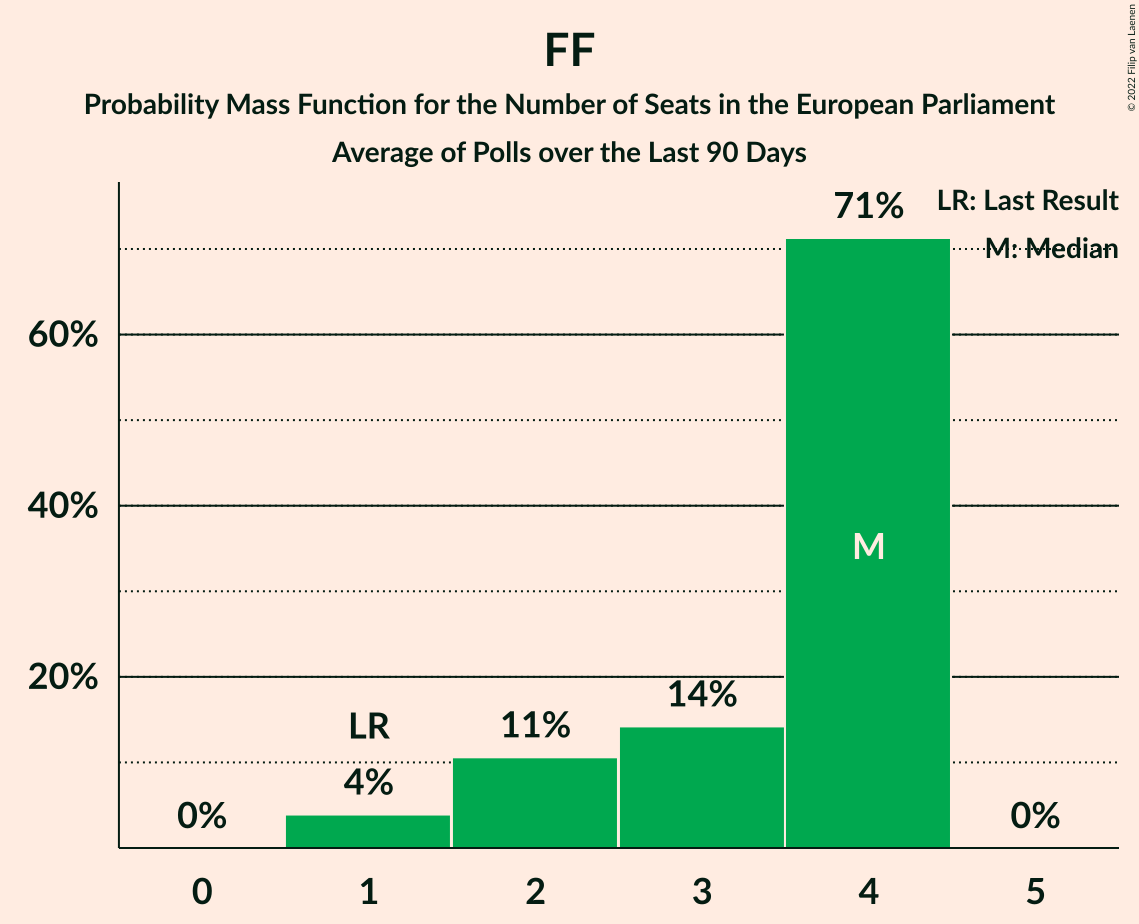 FF
Probability Mass Function for the Number of Seats in the European Parliament
Average of Polls over the Last 90 Days
© 2022 Filip van Laenen
LR: Last Result
M: Median
71%
60%
40%
M
20%
14%
LR
11%
4%
0%
0%
0 1 2 3 4 5